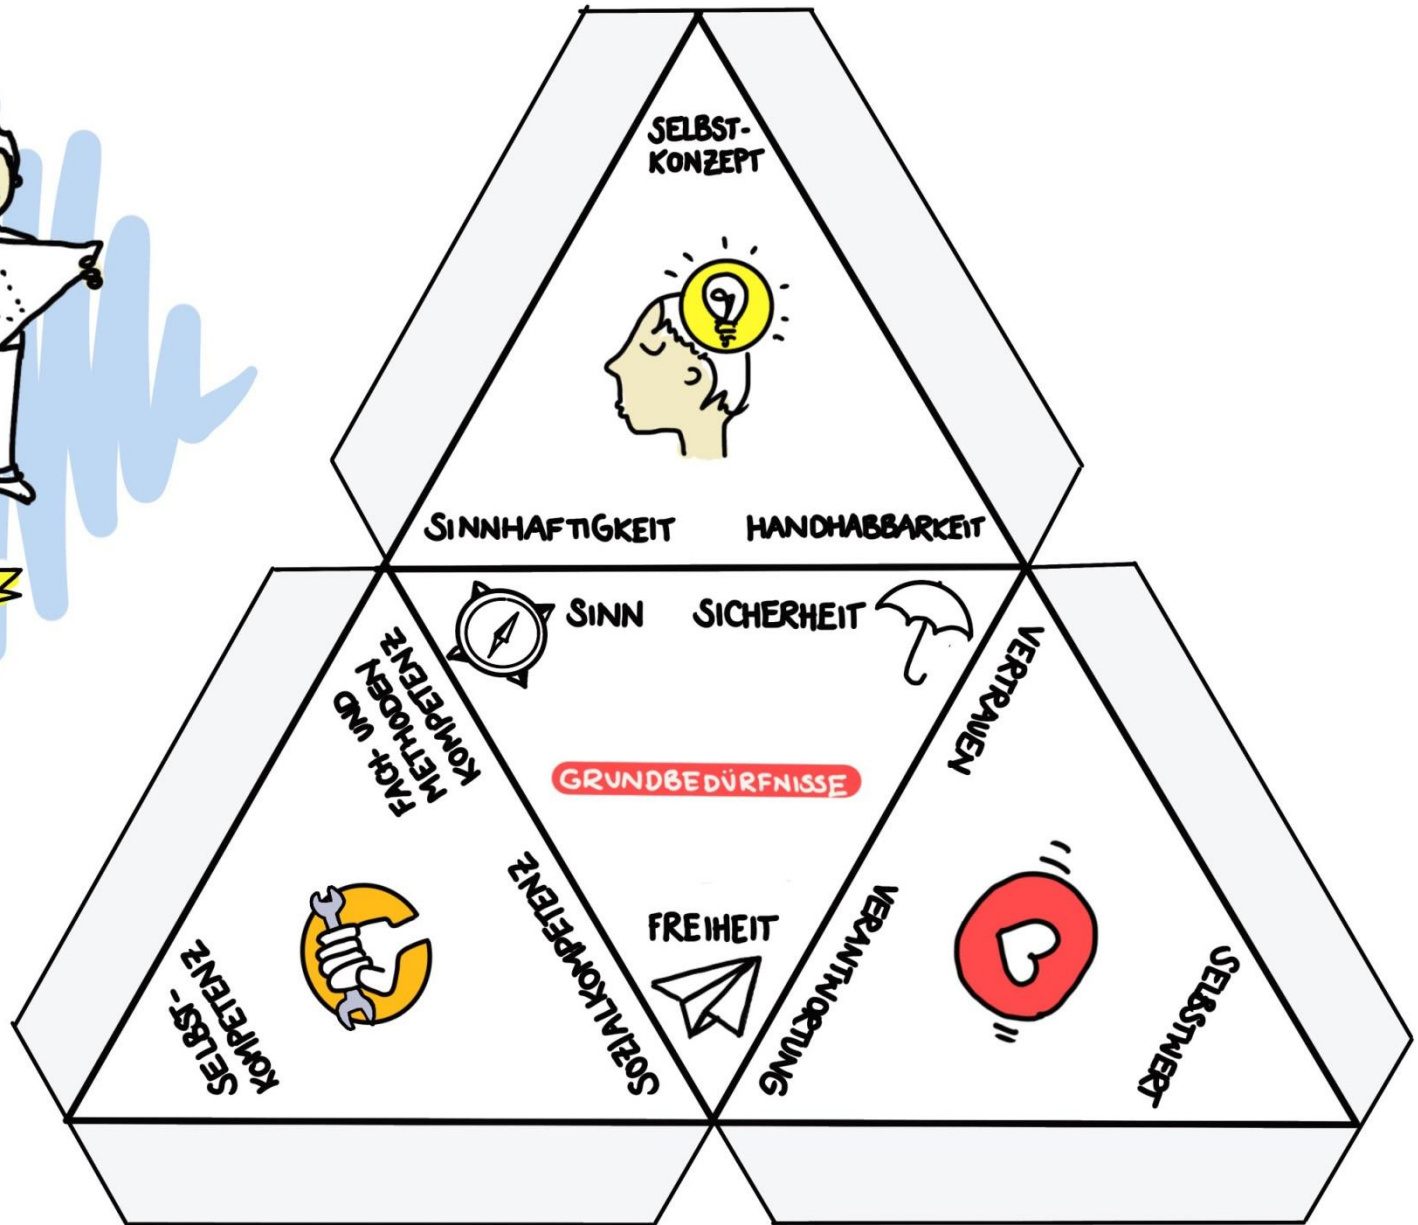 SELBST-
KONZEPT
SINNHAFTIGKEIT
HANDHABBARKEIT
SINN
SICHERHEIT
GRUNDBEDÜRFNISSE
FREIHEIT
FACH- UND
METHODEN
KOMPETENZ
SELBST-
KOMPETENZ
SOZIALKOMPETENZ
VERTRAUEN
VERANTWORTUNG
SELBSTWERT